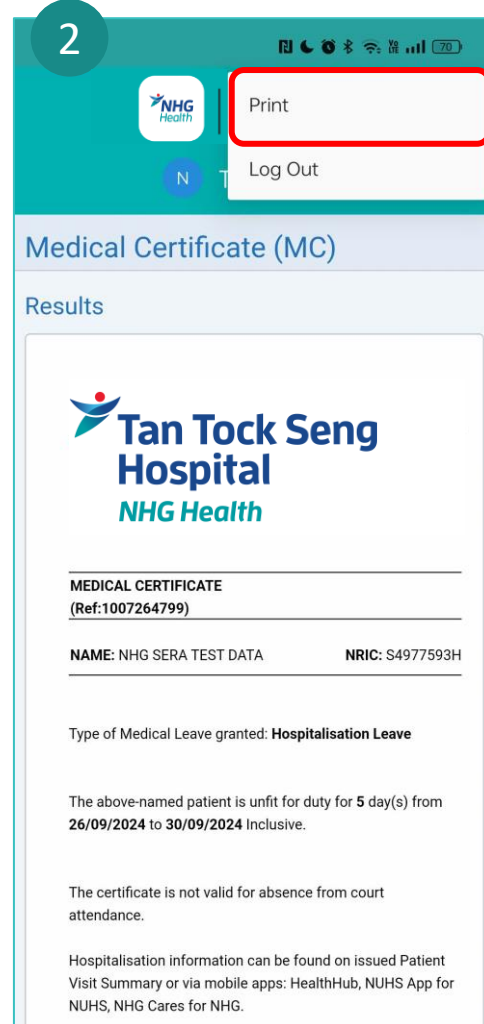 2
70
NHG
Health
Print
N T
Log Out
Medical Certificate (MC)
Results
Tan Tock Seng
Hospital
NHG Health
MEDICAL CERTIFICATE
(Ref:1007264799)
NAME: NHG SERA TEST DATA NRIC: S4977593H
Type of Medical Leave granted: Hospitalisation Leave
The above-named patient is unfit for duty for 5 day(s) from
26/09/2024 to 30/09/2024 Inclusive.
The certificate is not valid for absence from court
attendance.
Hospitalisation information can be found on issued Patient
Visit Summary or via mobile apps: HealthHub, NUHS App for
NUHS, NHG Cares for NHG.